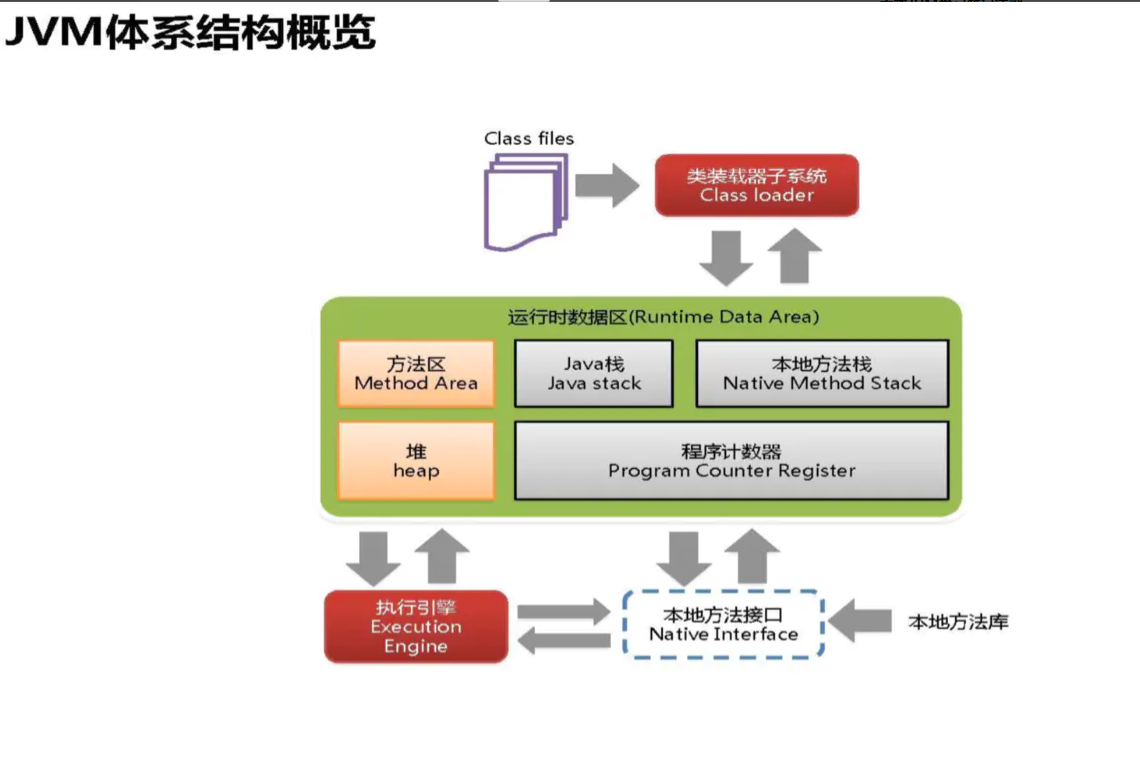 JVM体系结构概览
Class files
类装载器子系统
Class loader
运行时数据区(Runtime Data Area)
方法区
Method Area
Java栈
Java stack
本地方法栈
Native Method Stack
堆
heap
程序计数器
Program Counter Register
执行引擎
Execution
Engine
本地方法接口
Native Interface
本地方法库